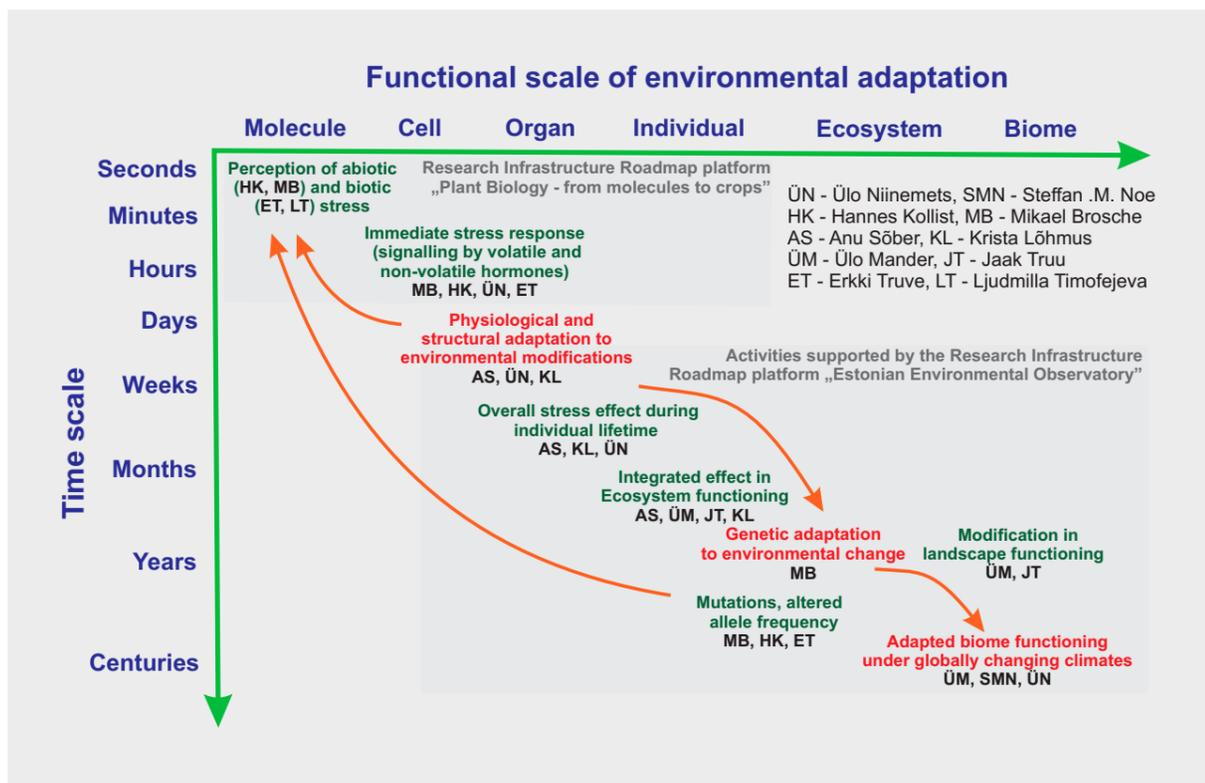 Functional scale of environmental adaptation
Molecule Cell Organ Individual Ecosystem Biome
Time scale
Seconds
Minutes
Hours
Days
Weeks
Months
Years
Centuries
Perception of abiotic
(HK, MB) and biotic
(ET, LT) stress
Research Infrastructure Roadmap platform
„Plant Biology - from molecules to crops”
ÜN - Ülo Niinemets, SMN - Steffan .M. Noe
HK - Hannes Kollist, MB - Mikael Brosche
AS - Anu Sõber, KL - Krista Lõhmus
ÜM - Ülo Mander, JT - Jaak Truu
ET - Erkki Truve, LT - Ljudmilla Timofejeva
Immediate stress response
(signalling by volatile and
non-volatile hormones)
MB, HK, ÜN, ET
Physiological and
structural adaptation to
environmental modifications
AS, ÜN, KL
Activities supported by the Research Infrastructure
Roadmap platform „Estonian Environmental Observatory”
Overall stress effect during
individual lifetime
AS, KL, ÜN
Integrated effect in
Ecosystem functioning
AS, ÜM, JT, KL
Genetic adaptation
to environmental change
MB
Modification in
landscape functioning
ÜM, JT
Mutations, altered
allele frequency
MB, HK, ET
Adapted biome functioning
under globally changing climates
ÜM, SMN, ÜN